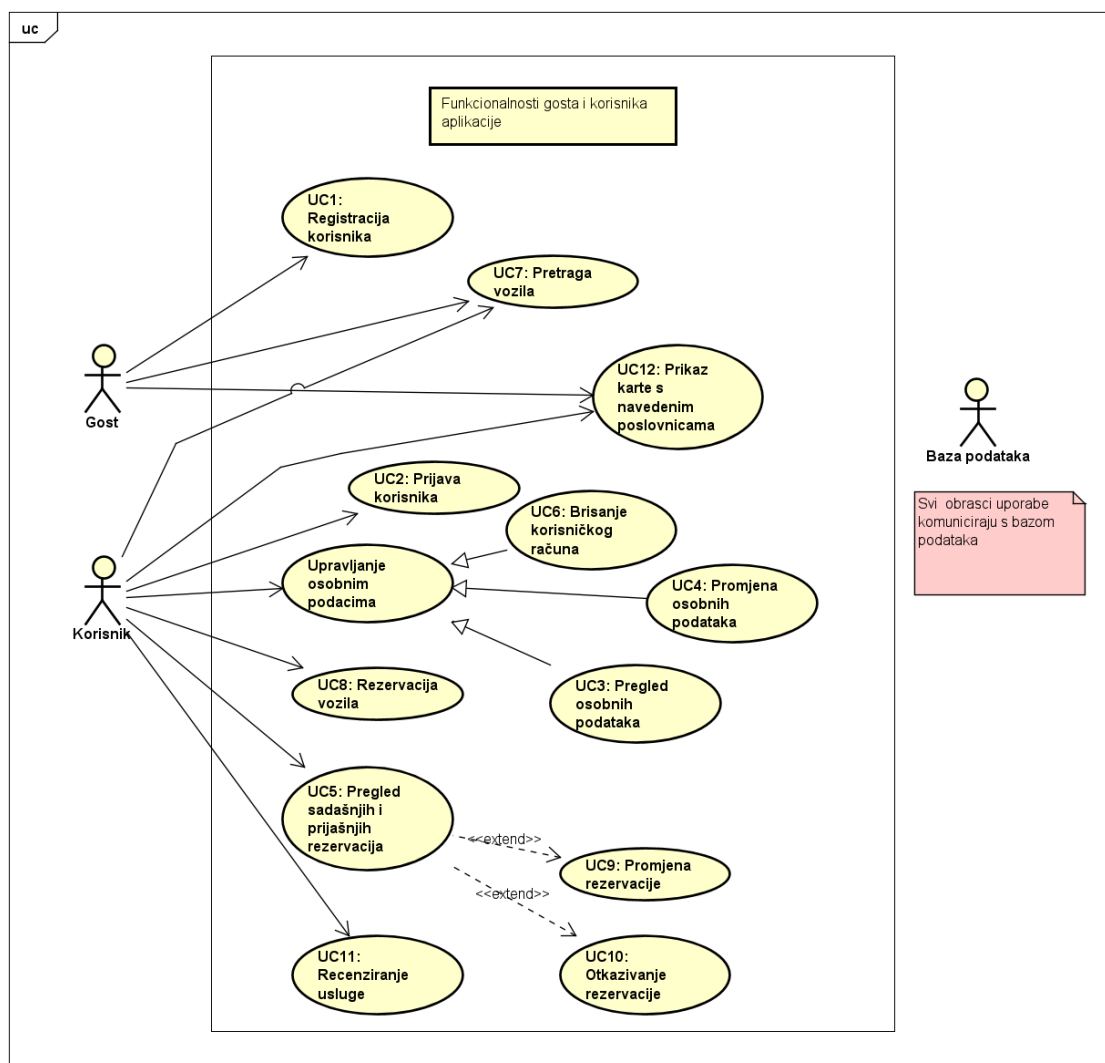 uc
Funkcionalnosti gosta i korisnika
aplikacije
UC1:
Registracija
korisnika
UC7: Pretraga
vozila
UC12: Prikaz
karte s
navedenim
poslovnicama
Gost
Baza podataka
Svi obrasci uporabe
komuniciraju s bazom
podataka
UC2: Prijava
korisnika
UC6: Brisanje
korisničkog
računa
Upravljanje
osobnim
podacima
UC4: Promjena
osobnih
podataka
Korisnik
UC8: Rezervacija
vozila
UC3: Pregled
osobnih
podataka
UC5: Pregled
sadašnjih i
prijašnjih
rezervacija
<<extend>>
UC9: Promjena
rezervacije
<<extend>>
UC11:
Recenziranje
usluge
UC10:
Otkazivanje
rezervacije